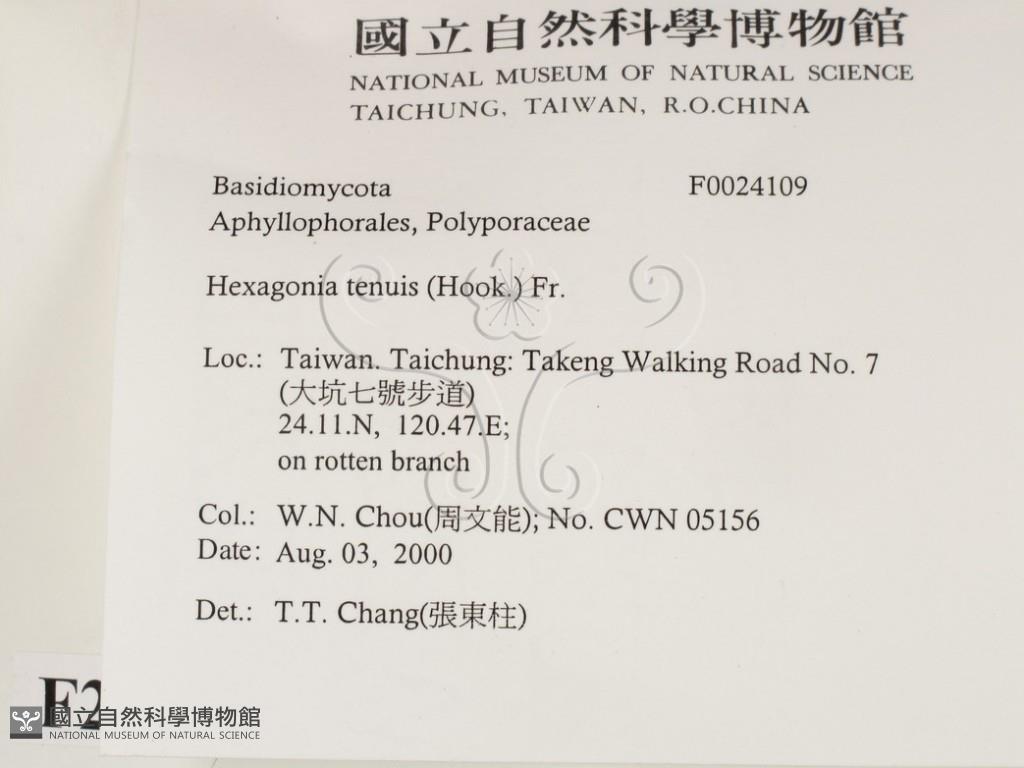 國立自然科學博物館
NATIONAL MUSEUM OF NATURAL SCIENCE
TAICHUNG, TAIWAN, R.O.CHINA
Basidiomycota F0024109
Aphyllophorales, Polyporaceae
Hexagonia tenuis (Hook.) Fr.
Loc.: Taiwan. Taichung: Takeng Walking Road No. 7
(大坑七號步道)
24.11.N, 120.47.E;
on rotten branch
Col.: W.N. Chou(周文能); No. CWN 05156
Date: Aug. 03, 2000
Det.: T.T. Chang(張東柱)
F2
國立自然科學博物館
NATIONAL MUSEUM OF NATURAL SCIENCE